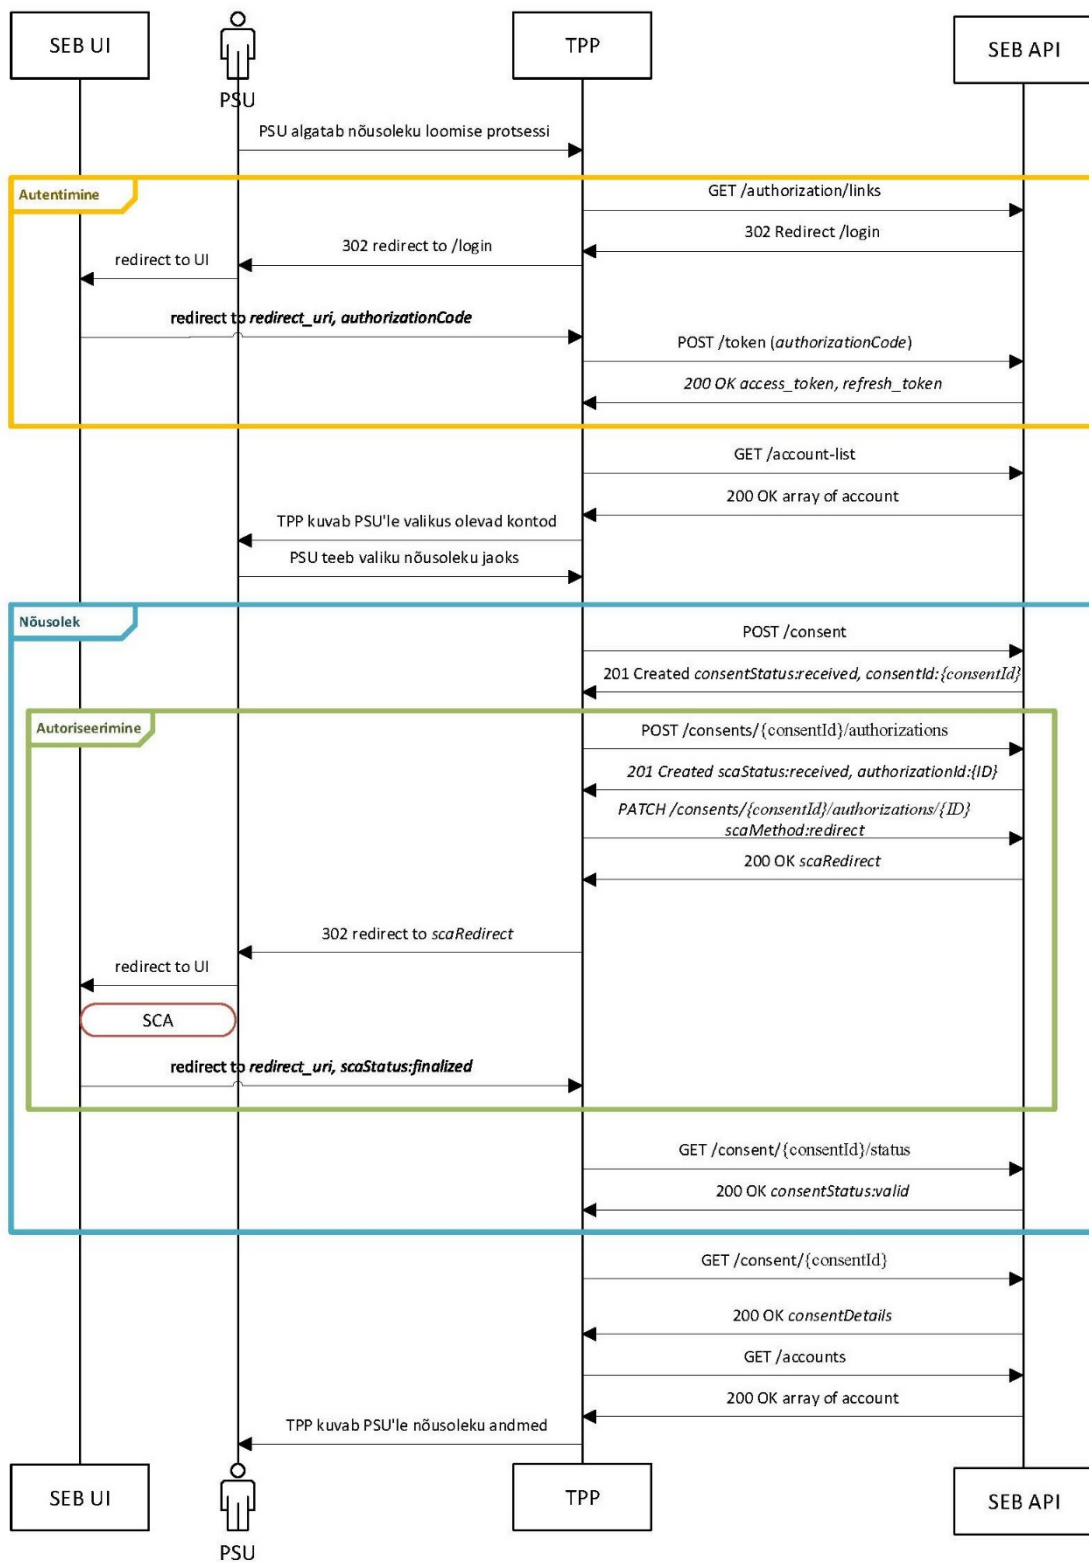 SEB UI
PSU
TPP
SEB API
PSU algatab nõusoleku loomise protsessi
Autentimine
GET /authorization/links
302 Redirect /login
302 redirect to /login
redirect to UI
redirect to redirect_uri, authorizationCode
POST /token (authorizationCode)
200 OK access_token, refresh_token
GET /account-list
200 OK array of account
TPP kuvab PSU'le valikus olevad kontod
PSU teeb valiku nõusoleku jaoks
Nõusolek
POST /consent
201 Created consentStatus:received, consentId:{consentId}
Autoriseerimine
POST /consents/{consentId}/authorizations
201 Created scaStatus:received, authorizationId:{ID}
PATCH /consents/{consentId}/authorizations/{ID}
scaMethod:redirect
200 OK scaRedirect
302 redirect to scaRedirect
redirect to UI
SCA
redirect to redirect_uri, scaStatus:finalized
GET /consent/{consentId}/status
200 OK consentStatus:valid
GET /consent/{consentId}
200 OK consentDetails
GET /accounts
200 OK array of account
TPP kuvab PSU'le nõusoleku andmed
SEB UI
PSU
TPP
SEB API